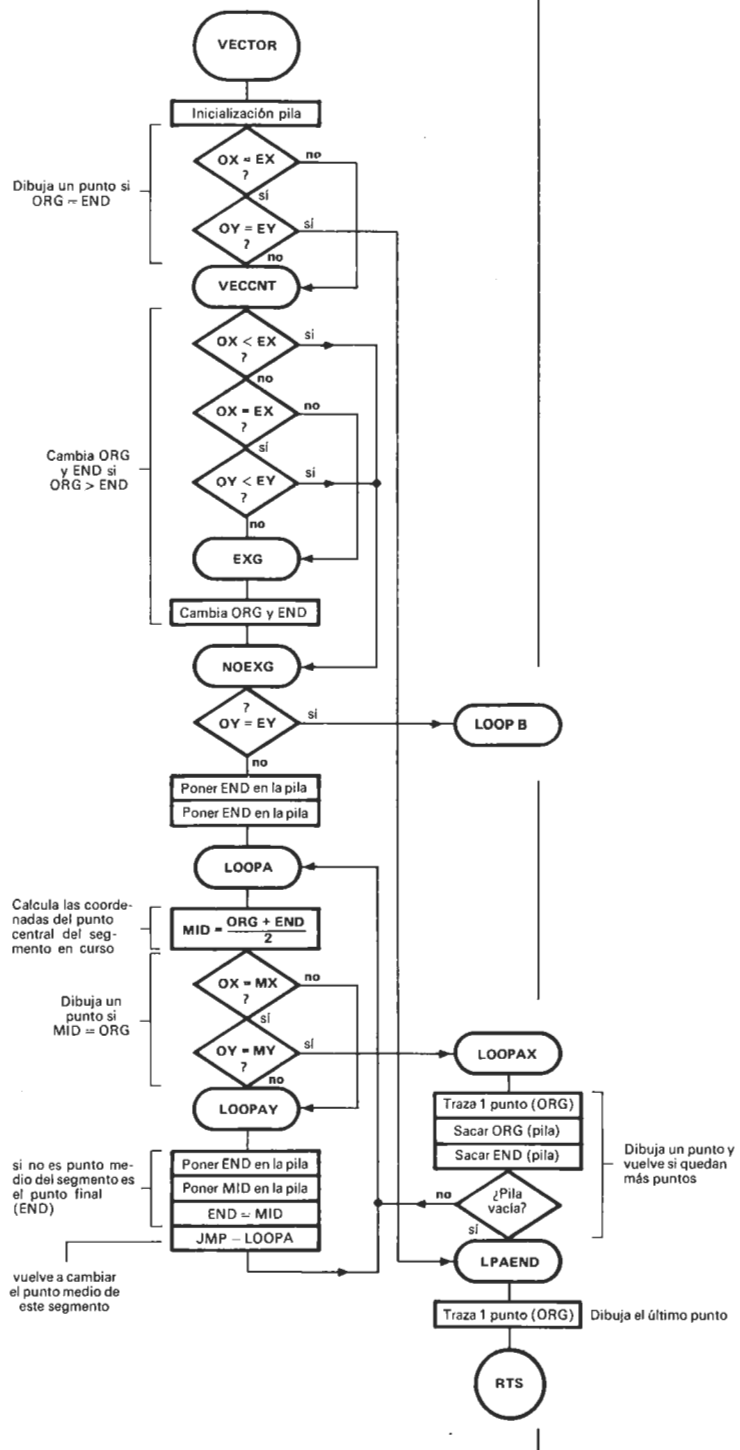 VECTOR
Inicialización pila
OX = EX
?
no
sí
Dibuja un punto si
ORG = END
OY = EY
?
sí
no
VECCNT
OX < EX
?
si
no
OX = EX
?
no
sí
Cambia ORG
y END si
ORG > END
OY < EY
?
si
no
EXG
Cambia ORG y END
NOEXG
?
OY = EY
si
LOOP B
no
Poner END en la pila
Poner END en la pila
LOOPA
Calcula las coorde-
nadas del punto
central del seg-
mento en curso
MID = ORG + END
2
OX = MX
?
no
sí
Dibuja un
punto si
MID = ORG
OY = MY
?
sí
no
LOOPAX
LOOPAY
Traza 1 punto (ORG)
Sacar ORG (pila)
Sacar END (pila)
Dibuja un punto y
vuelve si quedan
más puntos
si no es punto me-
dio del segmento es
el punto final
(END)
Poner END en la pila
Poner MID en la pila
END = MID
JMP – LOOPA
no
¿Pila
vacía?
sí
LPAEND
vuelve a cambiar
el punto medio de
este segmento
Traza 1 punto (ORG)
Dibuja el último punto
RTS